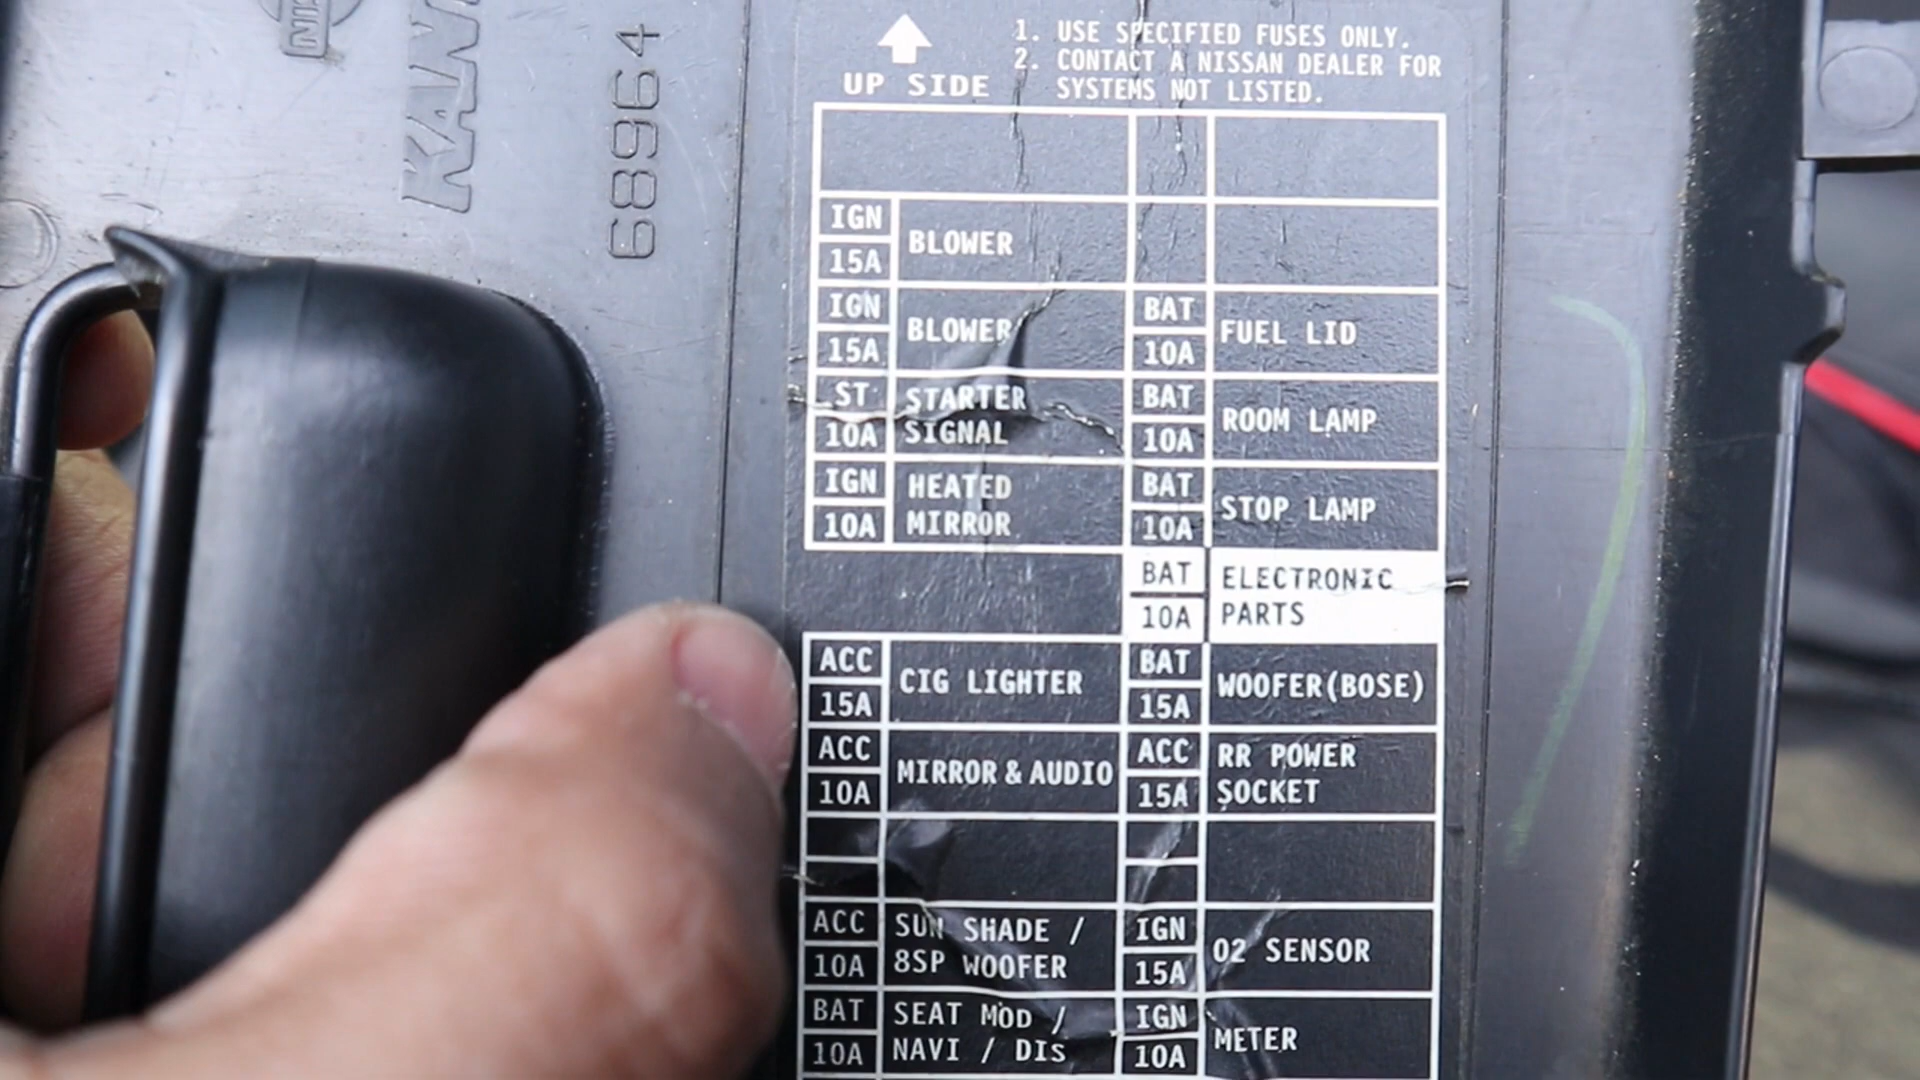 NIS
KAN
68964
UP SIDE
1. USE SPECIFIED FUSES ONLY.
2. CONTACT A NISSAN DEALER FOR
SYSTEMS NOT LISTED.
IGN
15A
BLOWER
IGN
15A
BLOWER
BAT
10A
FUEL LID
ST
10A
STARTER
SIGNAL
BAT
10A
ROOM LAMP
IGN
10A
HEATED
MIRROR
BAT
10A
STOP LAMP
BAT
10A
ELECTRONIC
PARTS
ACC
15A
CIG LIGHTER
BAT
15A
WOOFER(BOSE)
ACC
10A
MIRROR & AUDIO
ACC
15A
RR POWER
SOCKET
ACC
10A
SUN SHADE /
8SP WOOFER
IGN
15A
O2 SENSOR
BAT
10A
SEAT MOD /
NAVI / DIS
IGN
10A
METER